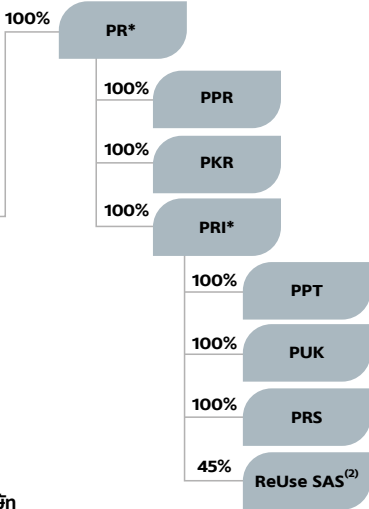 100%
PR*
100%
PPR
100%
PKR
100%
PRI*
100%
PPT
100%
PUK
100%
PRS
45%
ReUse SAS(2)